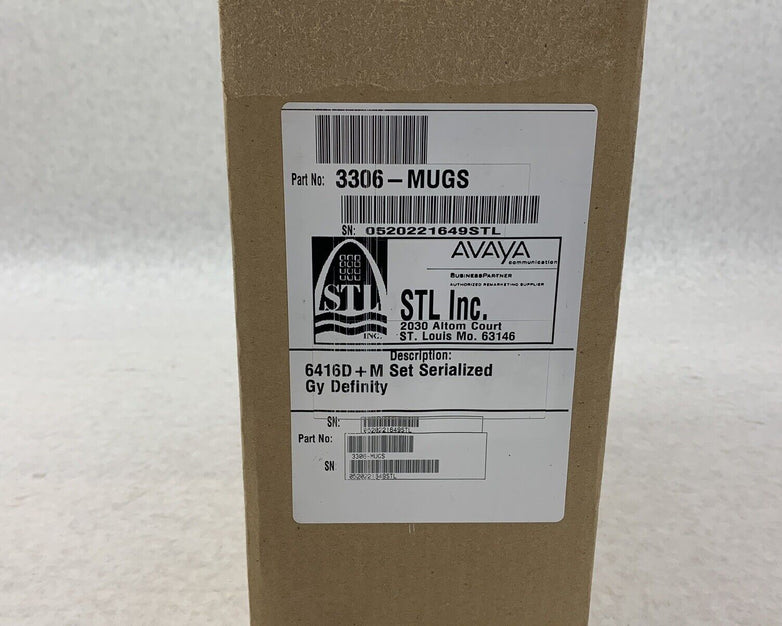 Part No: 3306-MUGS
SN: 0520221649STL
STL
INC.
AVAYA
communication
BUSINESSPARTNER
AUTHORIZED REMARKETING SUPPLIER
STL Inc.
2030 Altom Court
ST. Louis Mo. 63146
Description:
6416D+M Set Serialized
Gy Definity
SN:
0520221649STL
Part No:
3306-MUGS
SN
0520221649STL